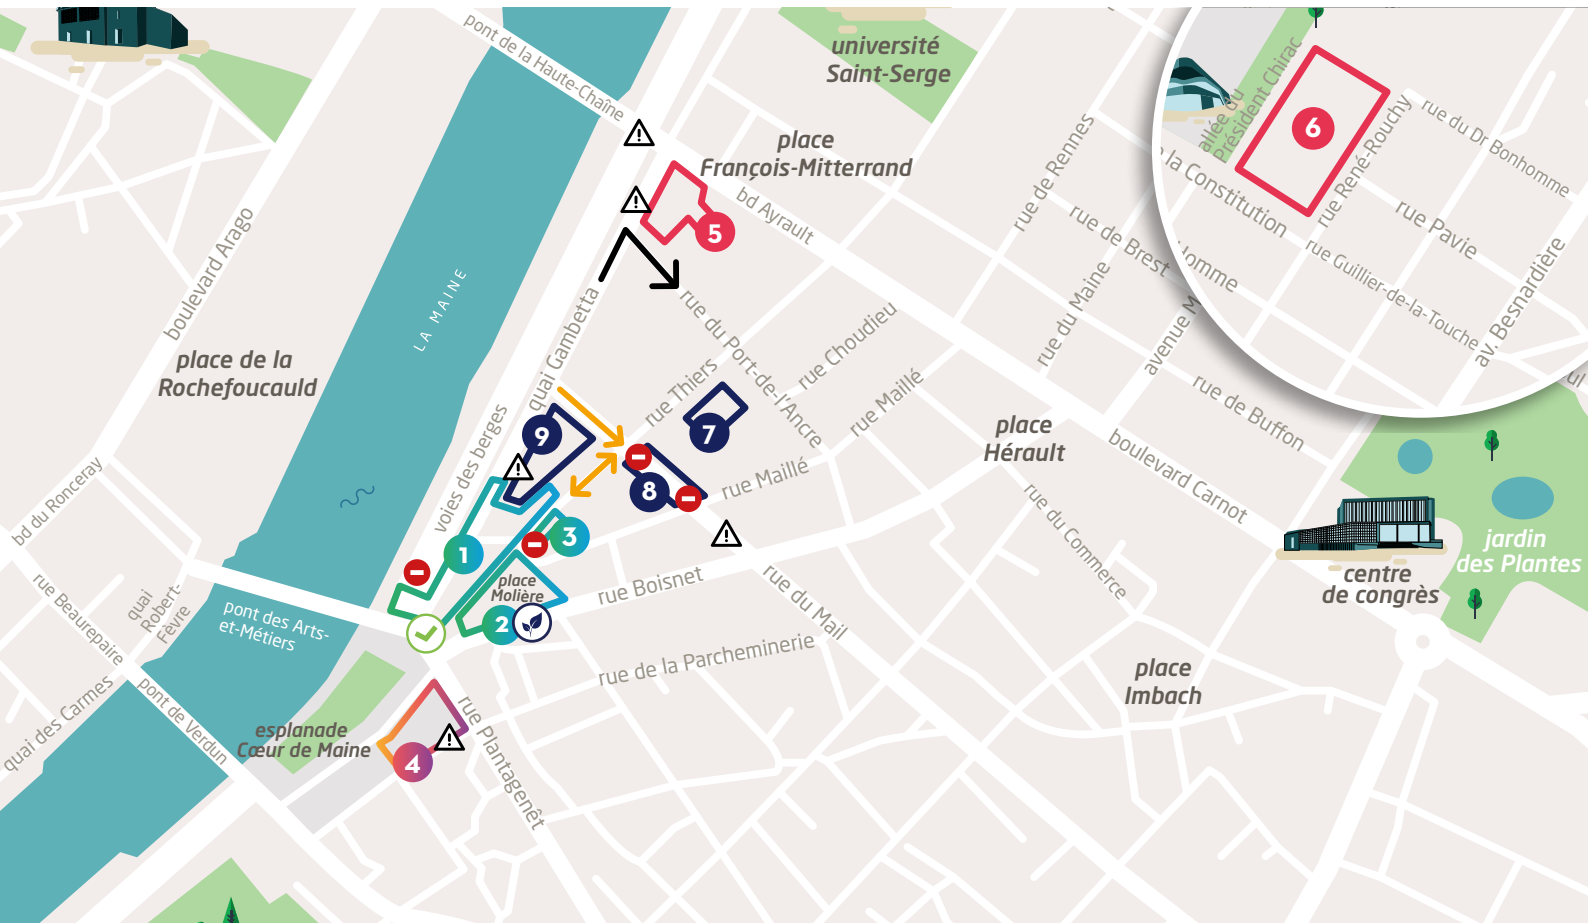 pont de la Haute-Chaîne
université
Saint-Serge
place
François-Mitterrand
bd Ayrault
rue de Rennes
rue de Brest
rue du Maine
allée du
Président Chirac
6
rue René-Rouchy
rue du Dr Bonhomme
la Constitution
rue Pavie
rue Guillier-de-la-Touche
av. Besnardière
Homme
avenue M
boulevard Arago
LA MAINE
5
quai Gambetta
rue du Port-de-l'Ancre
rue Choudieu
rue Thiers
rue Maillé
place de la
Rochefoucauld
voies des berges
9
7
8
rue Maillé
place
Hérault
rue de Buffon
boulevard Carnot
bd du Ronceray
1
3
place
Molière
2
rue Boisnet
rue du Mail
rue du Commerce
jardin
des Plantes
centre
de congrès
rue Beaurepaire
quai
Robert-
Fèvre
pont des Arts-
et-Métiers
rue de la Parcheminerie
place
Imbach
quai des Carmes
pont de Verdun
esplanade
Cœur de Maine
4
rue Plantagenêt